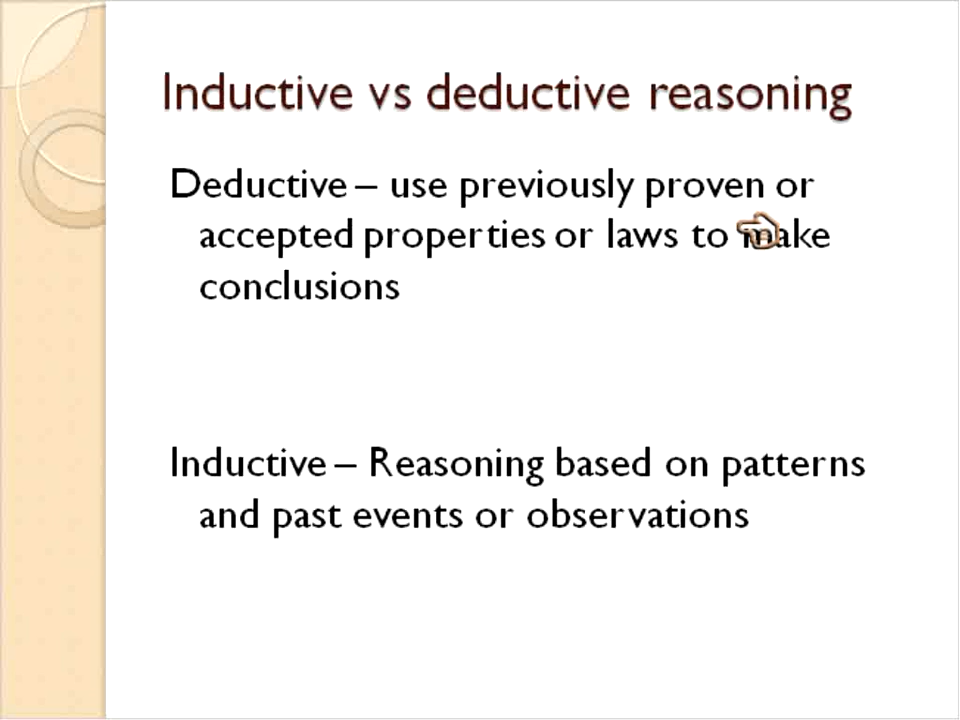 Inductive vs deductive reasoning
Deductive – use previously proven or
accepted properties or laws to make
conclusions
Inductive – Reasoning based on patterns
and past events or observations